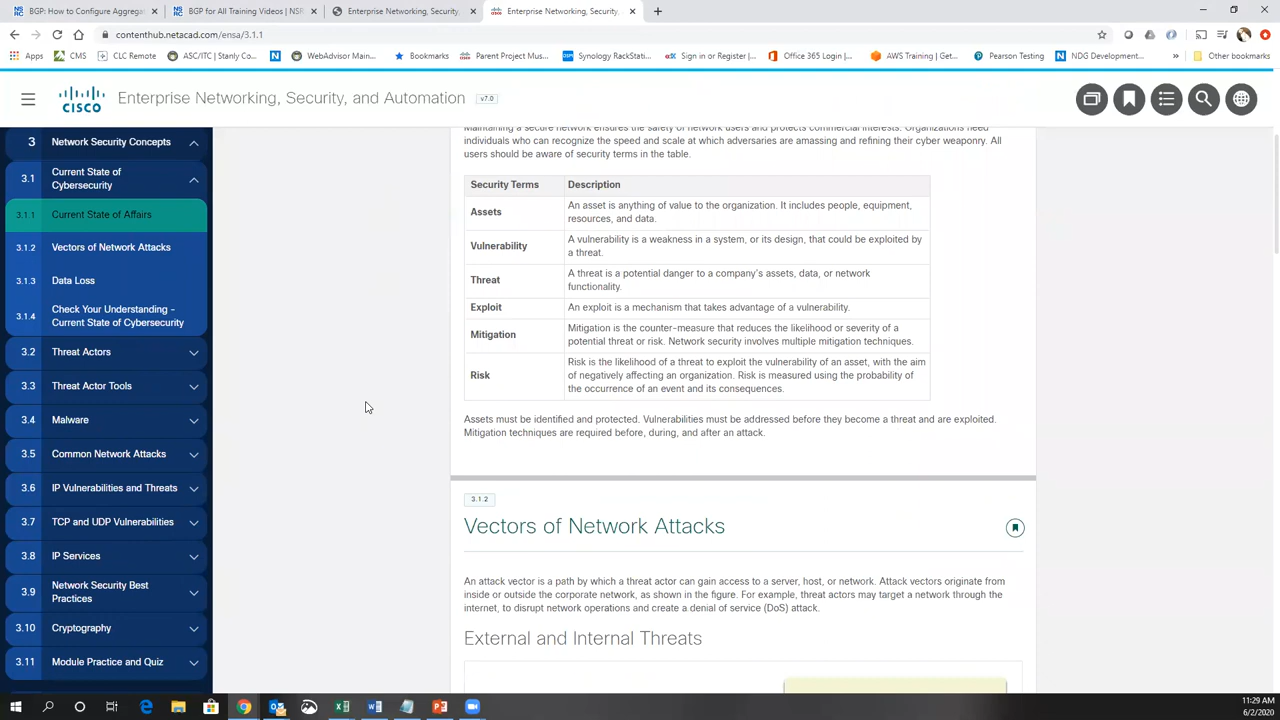 BGP: How to Configure Aggrega
BGP for All Training Videos | NSR
Enterprise Networking, Security,
Enterprise Networking, Security,
contenthub.netacad.com/ensa/3.1.1
Apps
CMS
CLC Remote
ASC/ITC | Stanly Co...
WebAdvisor Main...
Bookmarks
Parent Project Mus...
Synology RackStati...
Sign in or Register |...
Office 365 Login |...
AWS Training | Get...
Pearson Testing
NDG Development...
»
Other bookmarks
CISCO
Enterprise Networking, Security, and Automation
v7.0
3 Network Security Concepts
3.1 Current State of
Cybersecurity
3.1.1 Current State of Affairs
3.1.2 Vectors of Network Attacks
3.1.3 Data Loss
3.1.4 Check Your Understanding -
Current State of Cybersecurity
3.2 Threat Actors
3.3 Threat Actor Tools
3.4 Malware
3.5 Common Network Attacks
3.6 IP Vulnerabilities and Threats
3.7 TCP and UDP Vulnerabilities
3.8 IP Services
3.9 Network Security Best
Practices
3.10 Cryptography
3.11 Module Practice and Quiz
Maintaining a secure network ensures the safety of network users and protects commercial interests. Organizations need
individuals who can recognize the speed and scale at which adversaries are amassing and refining their cyber weaponry. All
users should be aware of security terms in the table.
Security Terms Description
Assets
An asset is anything of value to the organization. It includes people, equipment,
resources, and data.
Vulnerability
A vulnerability is a weakness in a system, or its design, that could be exploited by
a threat.
Threat
A threat is a potential danger to a company's assets, data, or network
functionality.
Exploit An exploit is a mechanism that takes advantage of a vulnerability.
Mitigation
Mitigation is the counter-measure that reduces the likelihood or severity of a
potential threat or risk. Network security involves multiple mitigation techniques.
Risk
Risk is the likelihood of a threat to exploit the vulnerability of an asset, with the aim
of negatively affecting an organization. Risk is measured using the probability of
the occurrence of an event and its consequences.
Assets must be identified and protected. Vulnerabilities must be addressed before they become a threat and are exploited.
Mitigation techniques are required before, during, and after an attack.
3.1.2
Vectors of Network Attacks
An attack vector is a path by which a threat actor can gain access to a server, host, or network. Attack vectors originate from
inside or outside the corporate network, as shown in the figure. For example, threat actors may target a network through the
internet, to disrupt network operations and create a denial of service (DoS) attack.
External and Internal Threats
11:29 AM
6/2/2020